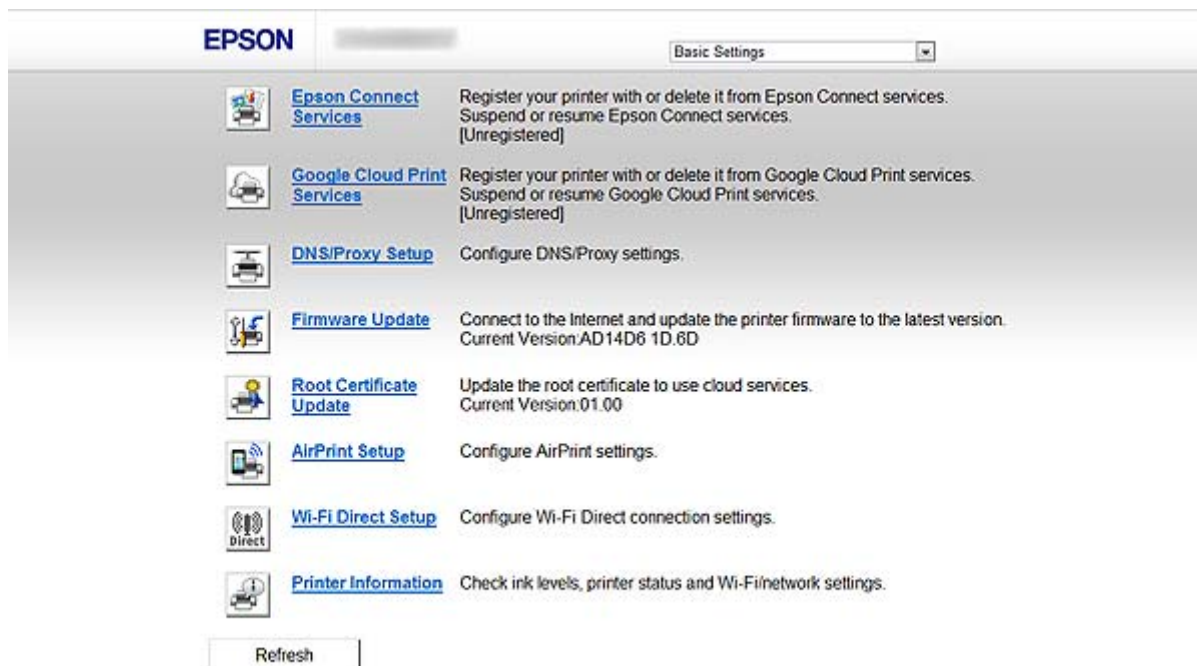 EPSON
Basic Settings
Epson Connect
Services
Register your printer with or delete it from Epson Connect services.
Suspend or resume Epson Connect services.
[Unregistered]
Google Cloud Print
Services
Register your printer with or delete it from Google Cloud Print services.
Suspend or resume Google Cloud Print services.
[Unregistered]
DNS/Proxy Setup
Configure DNS/Proxy settings.
Firmware Update
Connect to the Internet and update the printer firmware to the latest version.
Current Version:AD14D6 1D.6D
Root Certificate
Update
Update the root certificate to use cloud services.
Current Version:01.00
AirPrint Setup
Configure AirPrint settings.
Direct
Wi-Fi Direct Setup
Configure Wi-Fi Direct connection settings.
Printer Information
Check ink levels, printer status and Wi-Fi/network settings.
Refresh